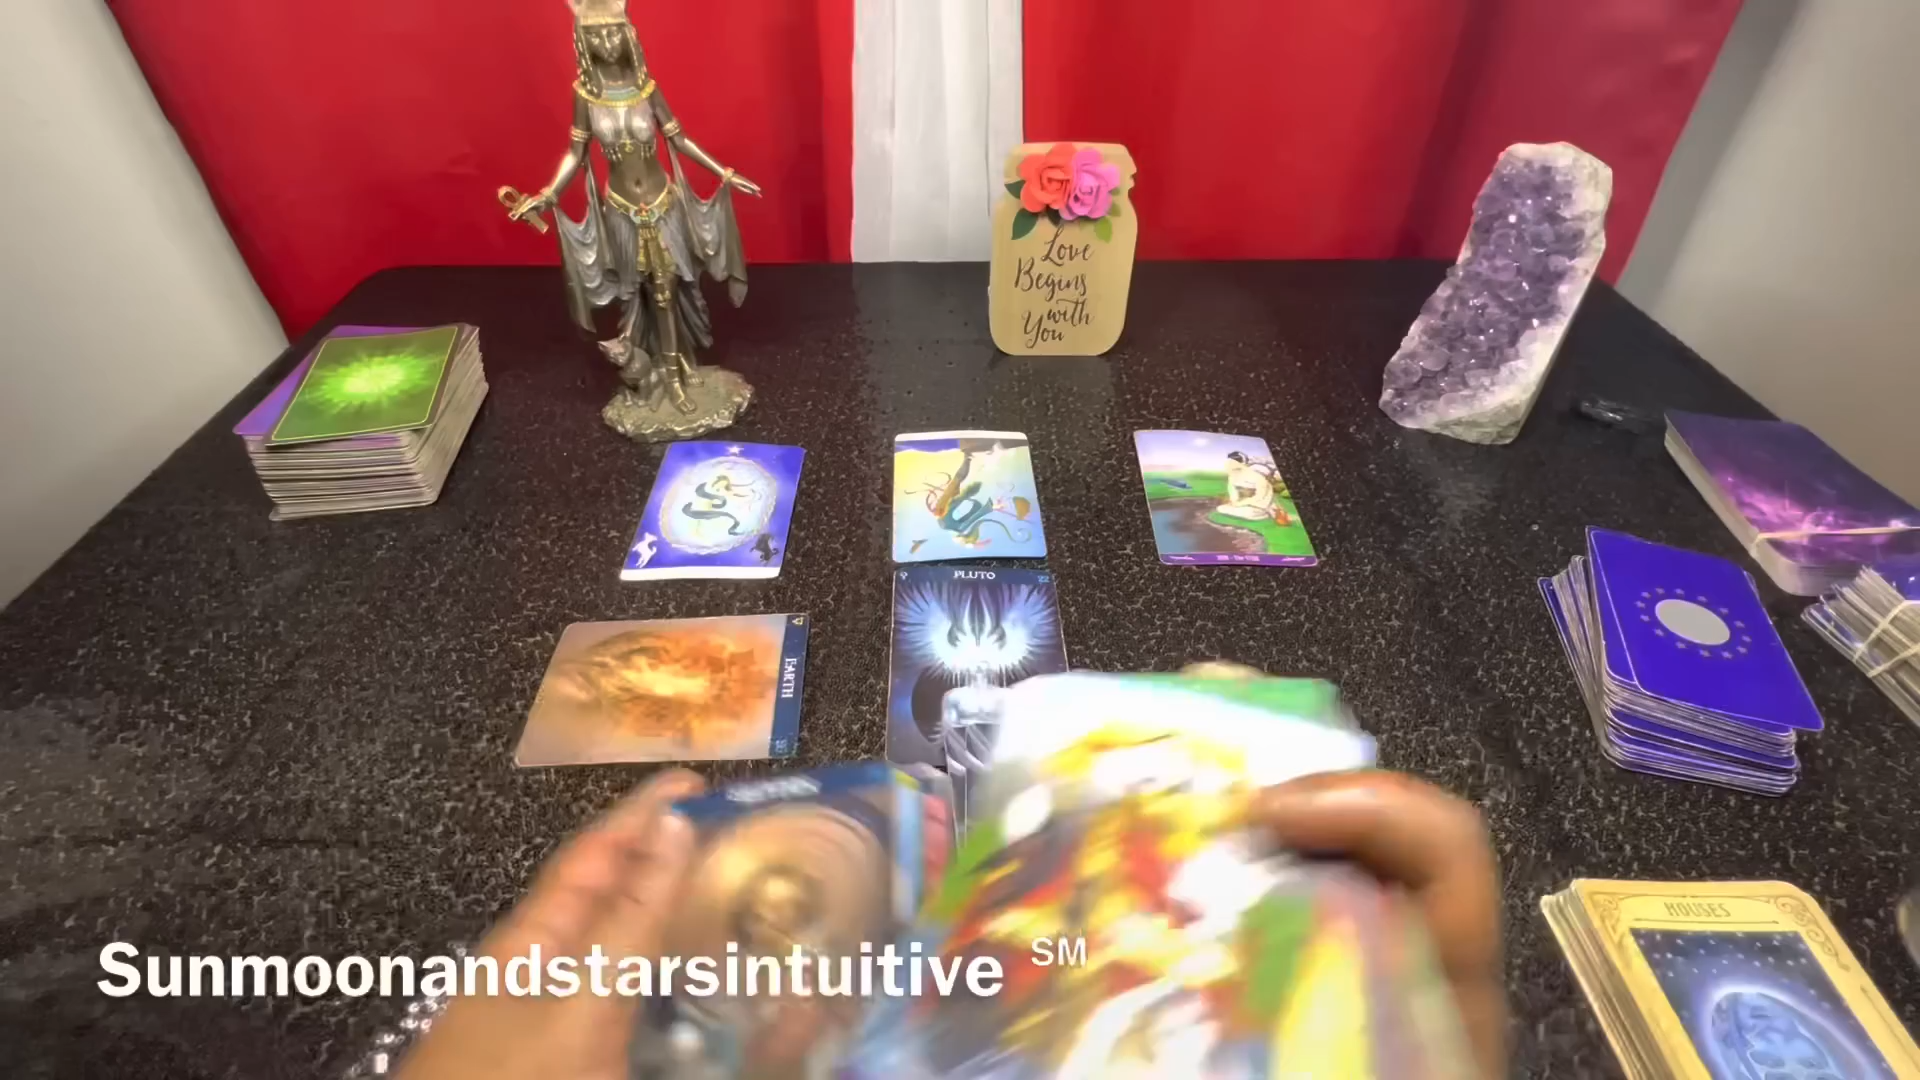 Love
Begins
with
You
PLUTO
22
EARTH
HOUSES
Sunmoonandstarsintuitive SM